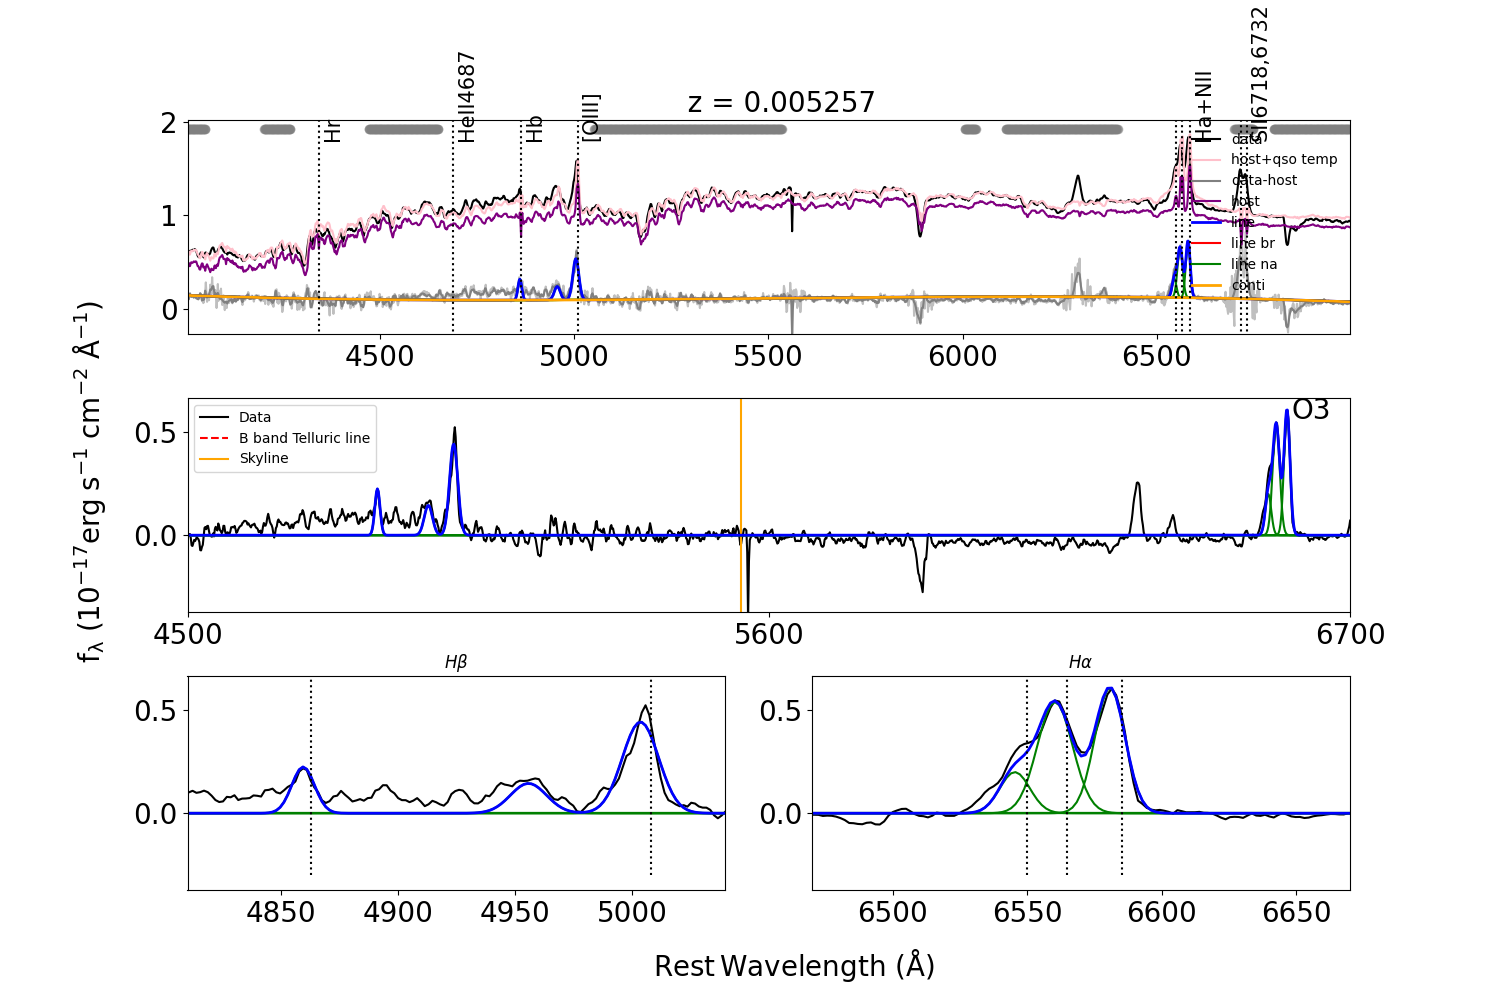 z = 0.005257
Hr
HeII4687
Hb
[OIII]
Ha+NII
SII6718,6732
data
host+qso temp
data-host
host
line
line br
line na
conti
2
1
0
4500 5000 5500 6000 6500
Data
B band Telluric line
Skyline
O3
0.5
0.0
4500 5600 6700
fλ (10−17erg s−1 cm−2 Å−1)
Hβ
0.5
0.0
4850 4900 4950 5000
Hα
0.5
0.0
6500 6550 6600 6650
Rest Wavelength (Å)